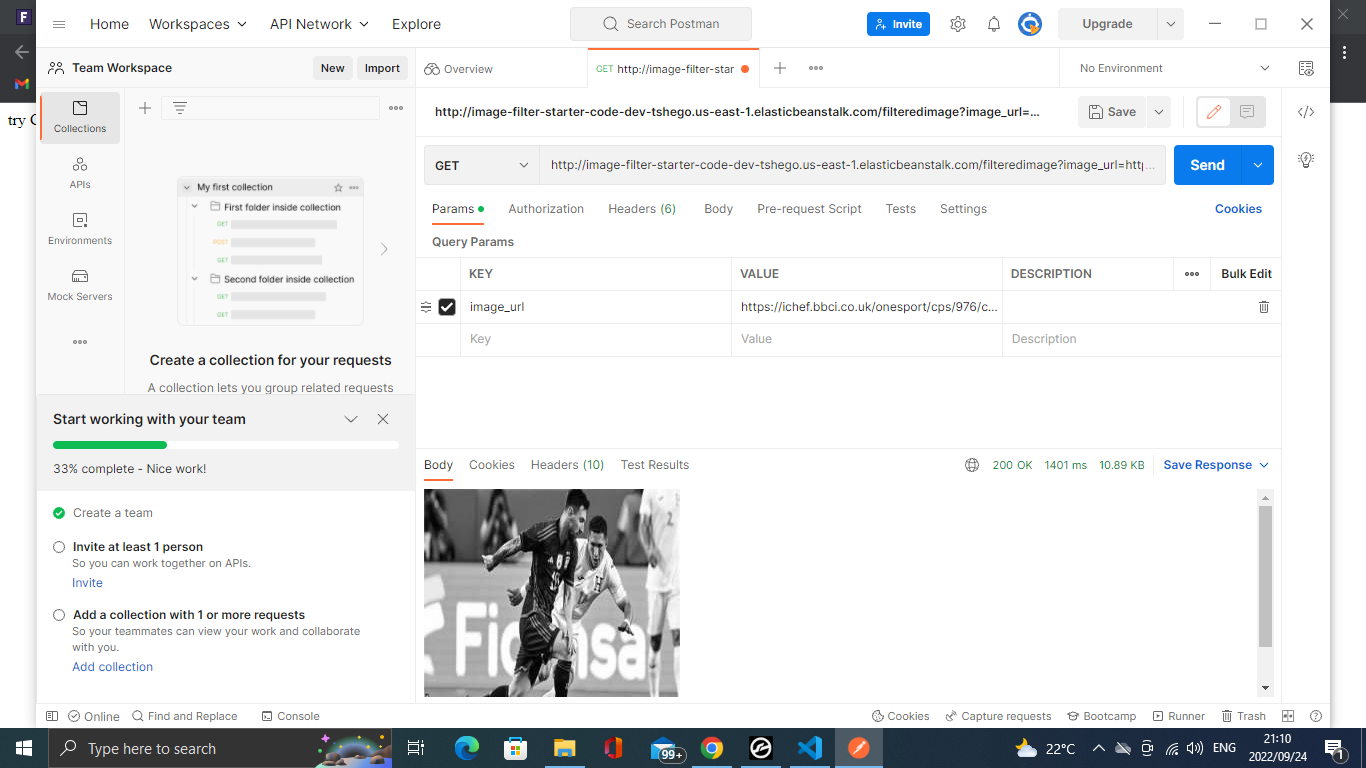 Home Workspaces API Network Explore Search Postman Invite Upgrade
Team Workspace New Import Overview GET http://image-filter-star No Environment
try
Collections
APIs
Environments
Mock Servers
My first collection
First folder inside collection
GET
POST
GET
Second folder inside collection
GET
GET
Create a collection for your requests
A collection lets you group related requests
Start working with your team
33% complete - Nice work!
Create a team
Invite at least 1 person
So you can work together on APIs.
Invite
Add a collection with 1 or more requests
So your teammates can view your work and collaborate
with you.
Add collection
http://image-filter-starter-code-dev-tshego.us-east-1.elasticbeanstalk.com/filteredimage?image_url=... Save
GET http://image-filter-starter-code-dev-tshego.us-east-1.elasticbeanstalk.com/filteredimage?image_url=http... Send
Params Authorization Headers (6) Body Pre-request Script Tests Settings Cookies
Query Params
KEY VALUE DESCRIPTION Bulk Edit
image_url https://ichef.bbci.co.uk/onesport/cps/976/c...
Key Value Description
Body Cookies Headers (10) Test Results 200 OK 1401 ms 10.89 KB Save Response
Online Find and Replace Console Cookies Capture requests Bootcamp Runner Trash
Type here to search 99+ 22°C ENG 21:10
2022/09/24 1